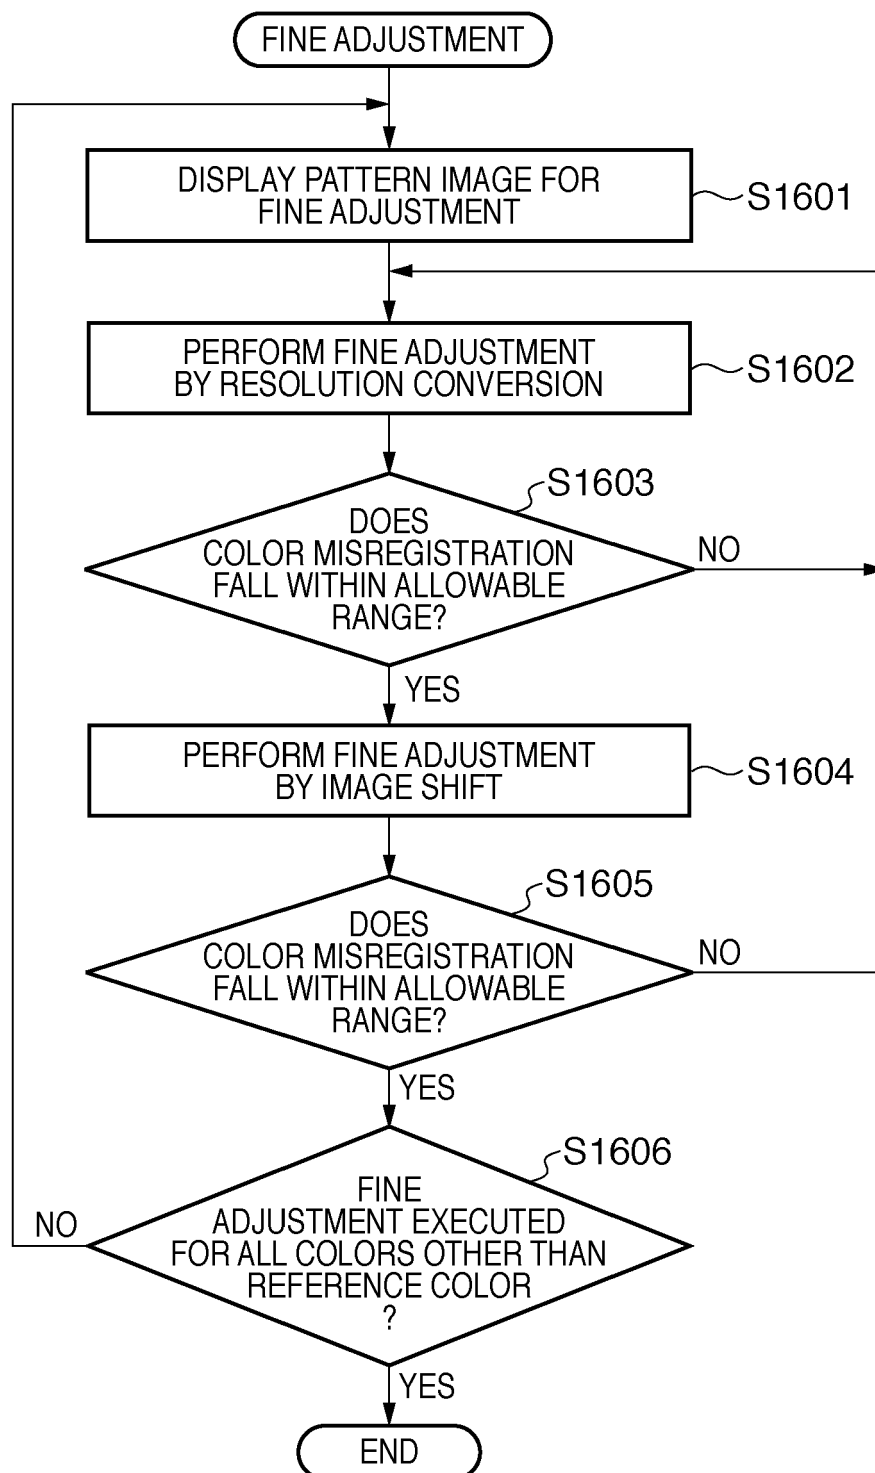 FINE ADJUSTMENT
DISPLAY PATTERN IMAGE FOR
FINE ADJUSTMENT
S1601
PERFORM FINE ADJUSTMENT
BY RESOLUTION CONVERSION
S1602
S1603
DOES
COLOR MISREGISTRATION
FALL WITHIN ALLOWABLE
RANGE?
NO
YES
PERFORM FINE ADJUSTMENT
BY IMAGE SHIFT
S1604
S1605
DOES
COLOR MISREGISTRATION
FALL WITHIN ALLOWABLE
RANGE?
NO
YES
S1606
FINE
ADJUSTMENT EXECUTED
FOR ALL COLORS OTHER THAN
REFERENCE COLOR
?
NO
YES
END